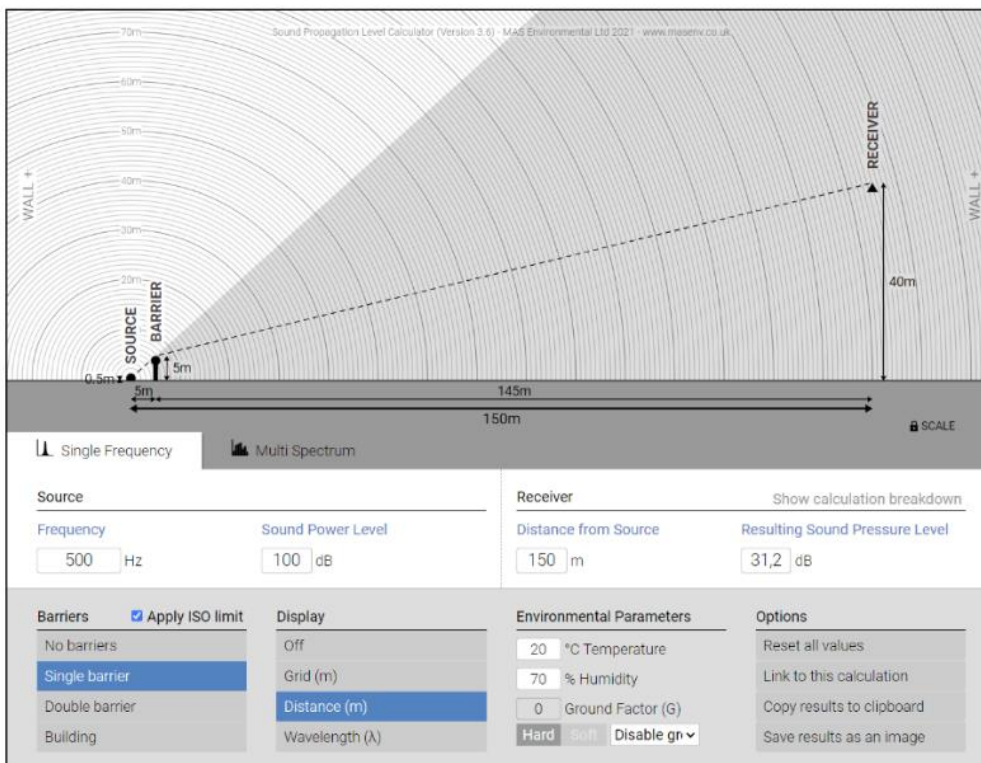 70m
Sound Propagation Level Calculator (Version 3.6) - MAS Environmental Ltd 2021 - www.masenv.co.uk
60m
50m
40m
30m
20m
WALL +
SOURCE
BARRIER
RECEIVER
WALL +
40m
5m
0.5m
5m
145m
150m
SCALE
Single Frequency
Multi Spectrum
Source
Receiver
Show calculation breakdown
Frequency
Sound Power Level
Distance from Source
Resulting Sound Pressure Level
500 Hz
100 dB
150 m
31,2 dB
Barriers
Apply ISO limit
Display
Environmental Parameters
Options
No barriers
Off
20 °C Temperature
Reset all values
Single barrier
Grid (m)
70 % Humidity
Link to this calculation
Double barrier
Distance (m)
0 Ground Factor (G)
Copy results to clipboard
Building
Wavelength (λ)
Hard
Soft
Disable gr
Save results as an image